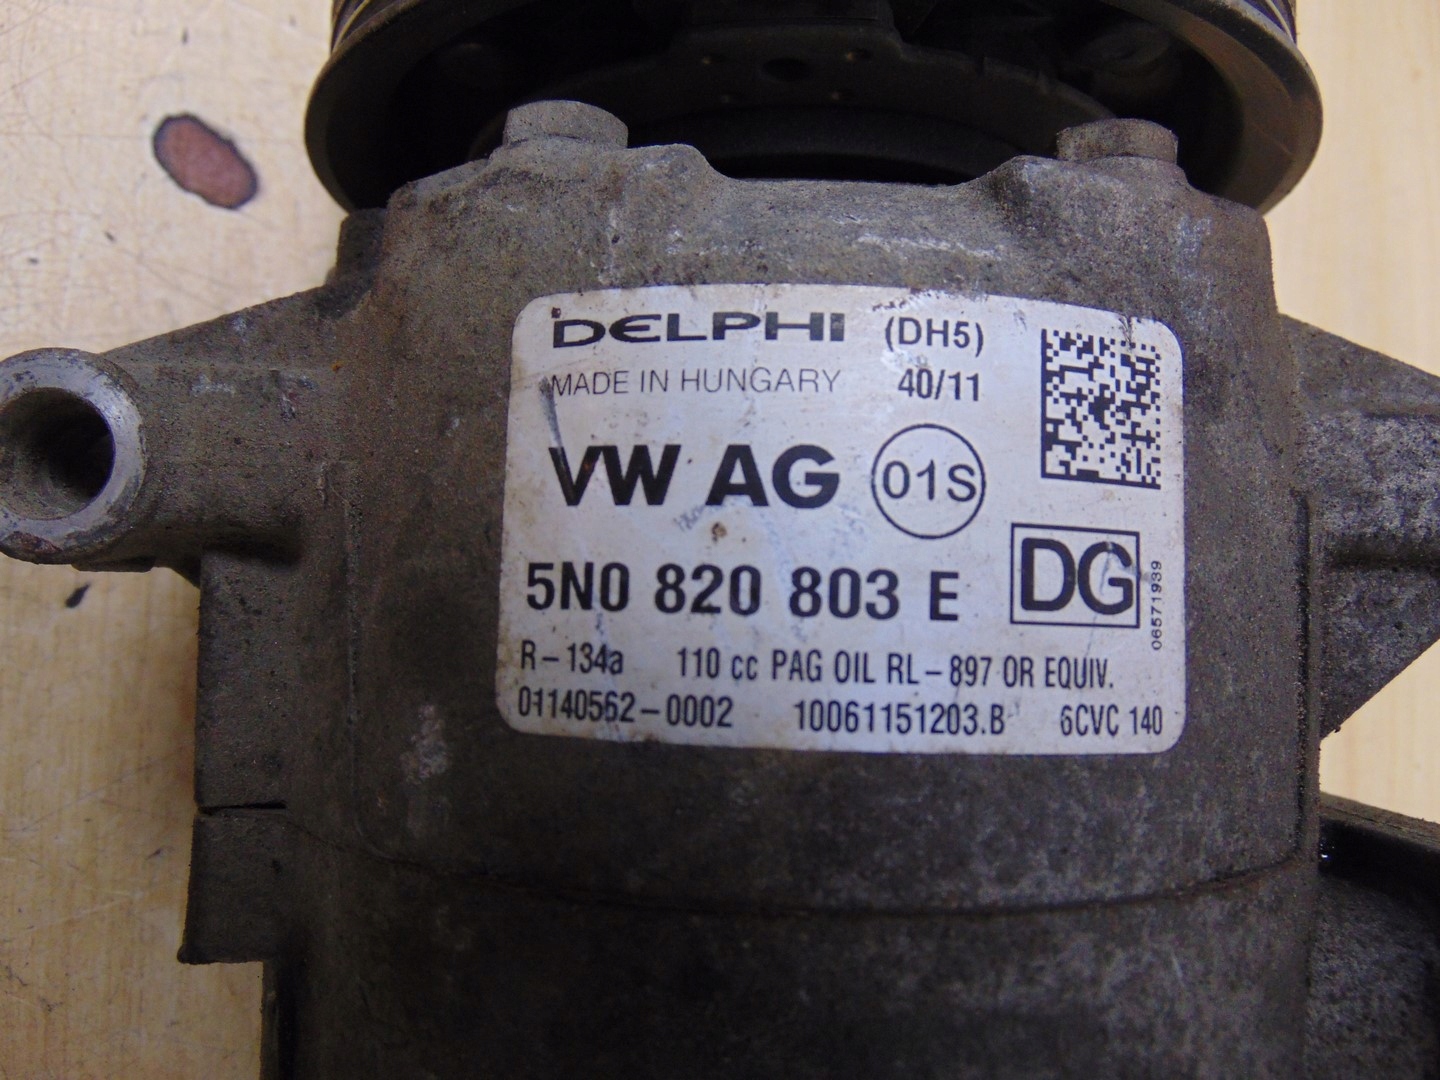 DELPHI (DH5)
MADE IN HUNGARY 40/11
VW AG 01S
5N0 820 803 E DG
06571939
R-134a 110 cc PAG OIL RL-897 OR EQUIV.
01140562-0002 10061151203.B 6CVC 140